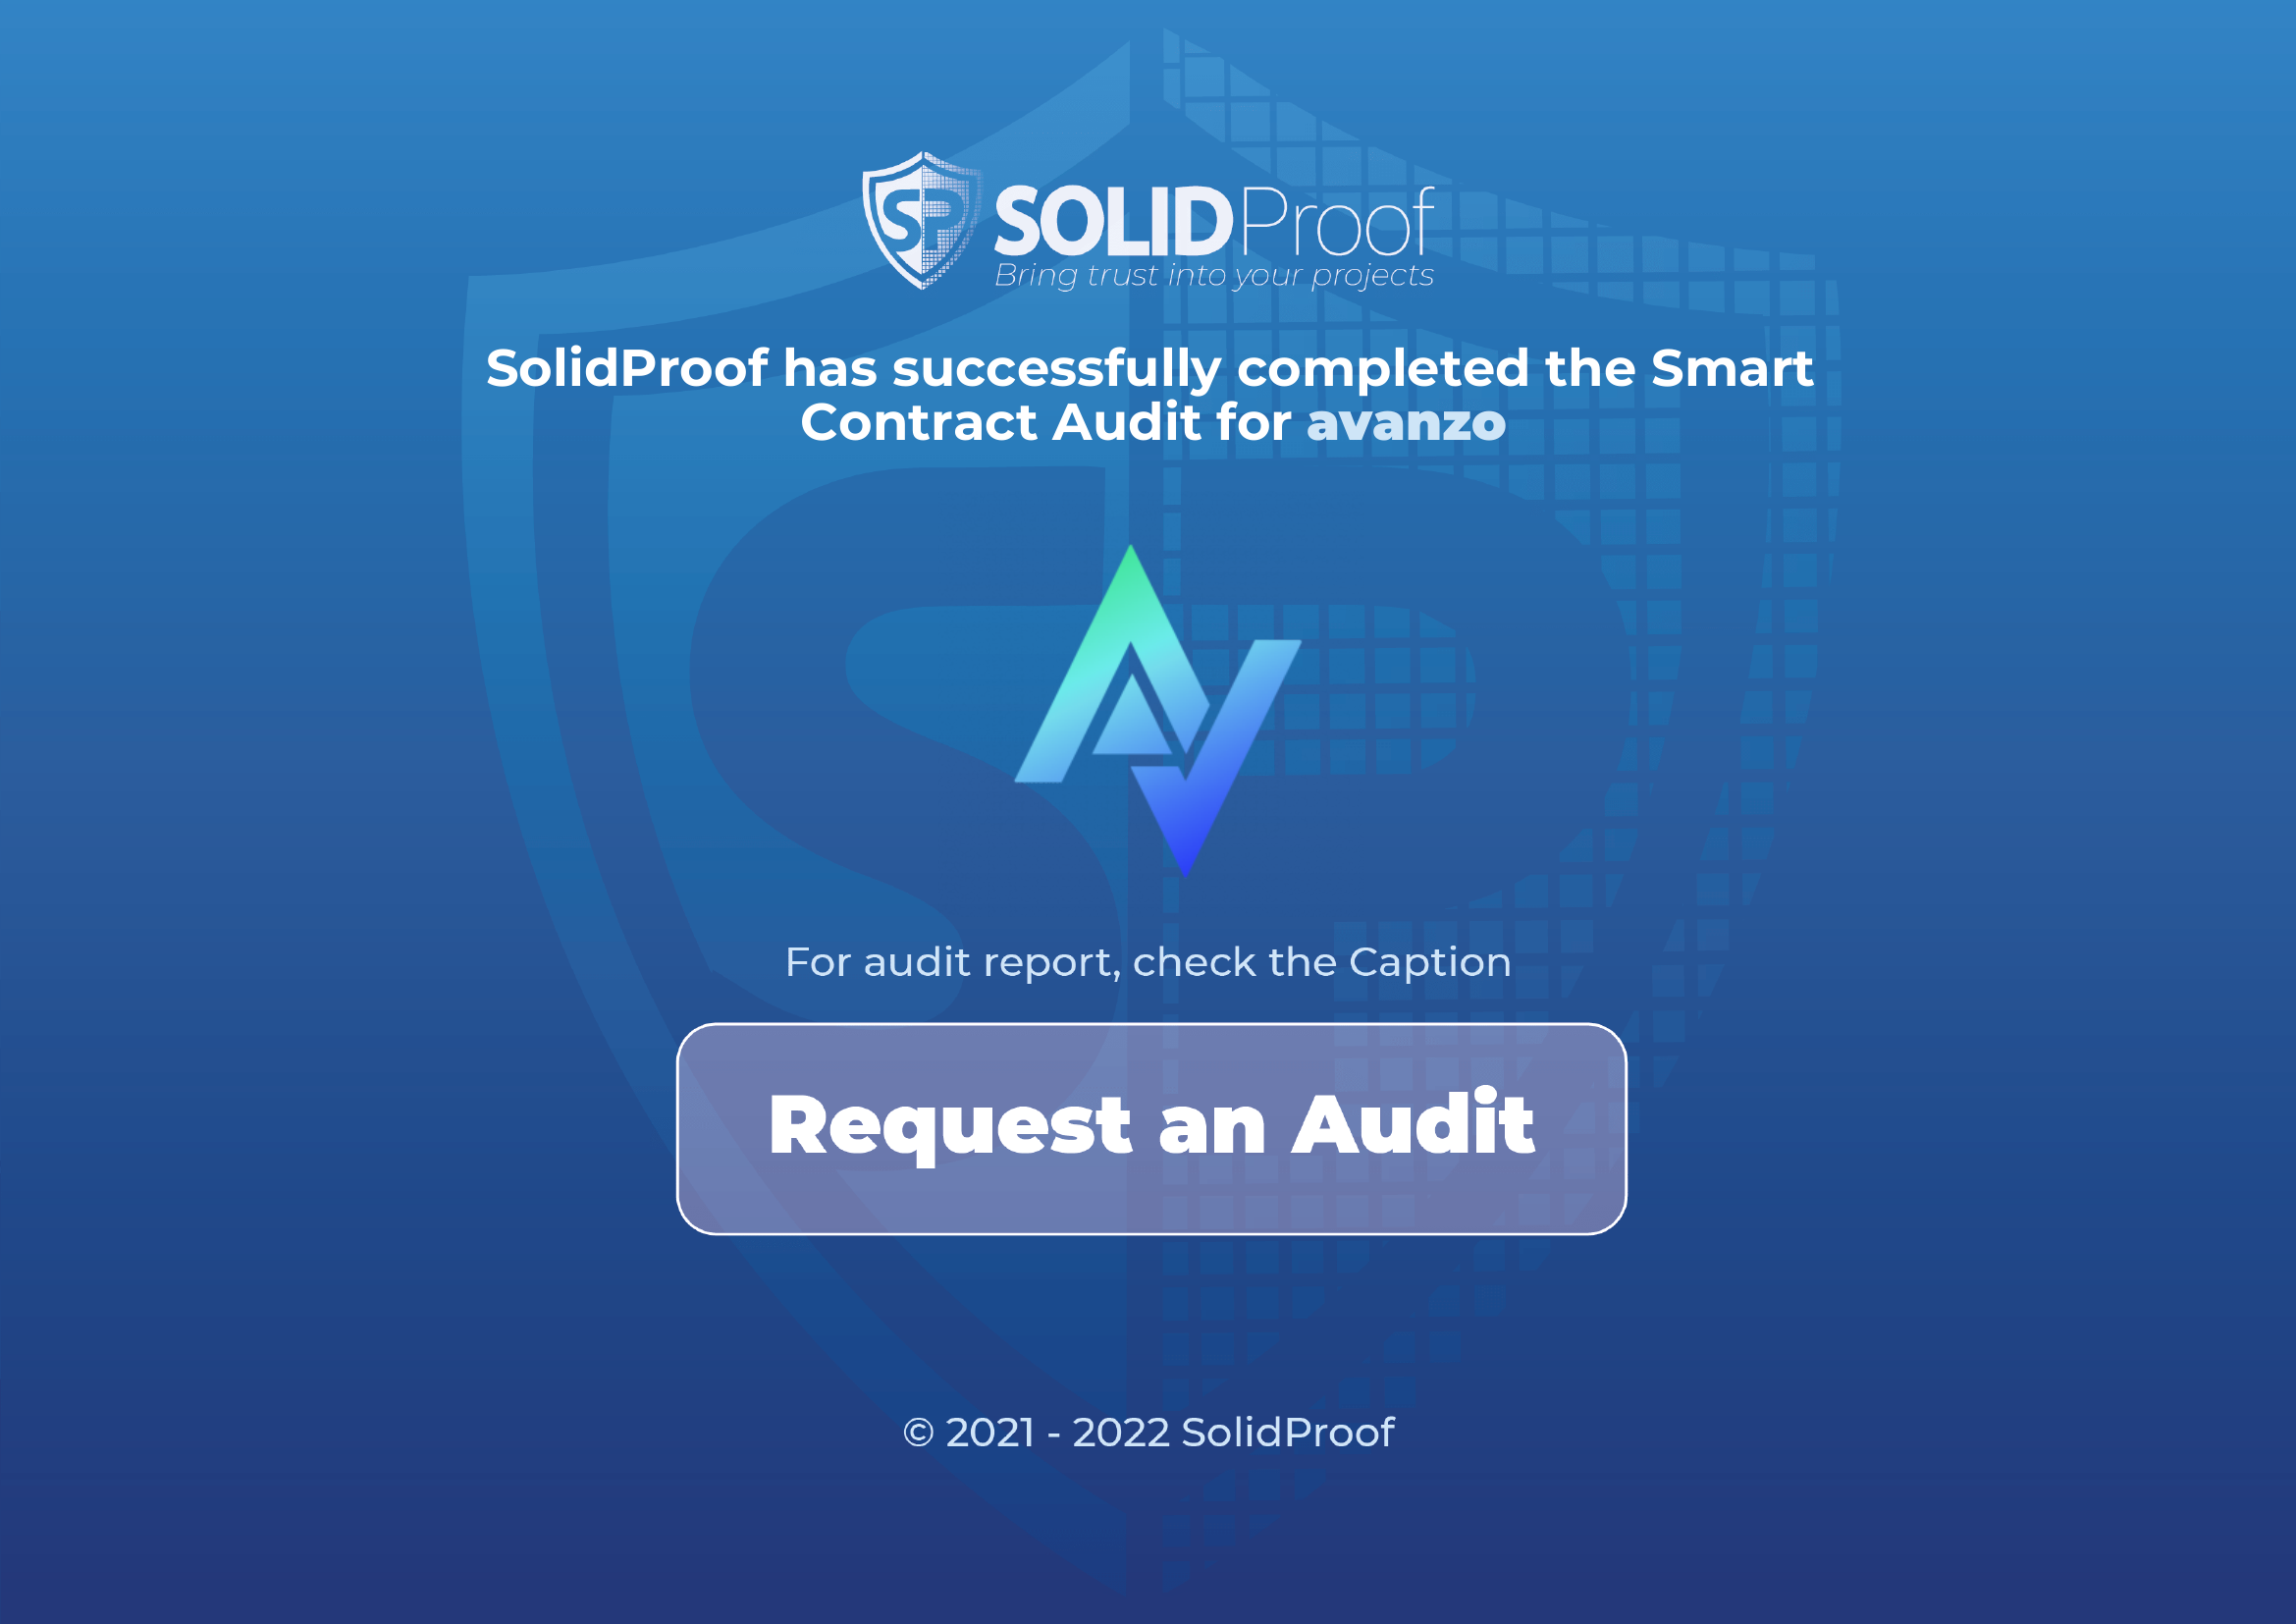 SP SOLIDProof
Bring trust into your projects
SolidProof has successfully completed the Smart
Contract Audit for avanzo
For audit report, check the Caption
Request an Audit
© 2021 - 2022 SolidProof